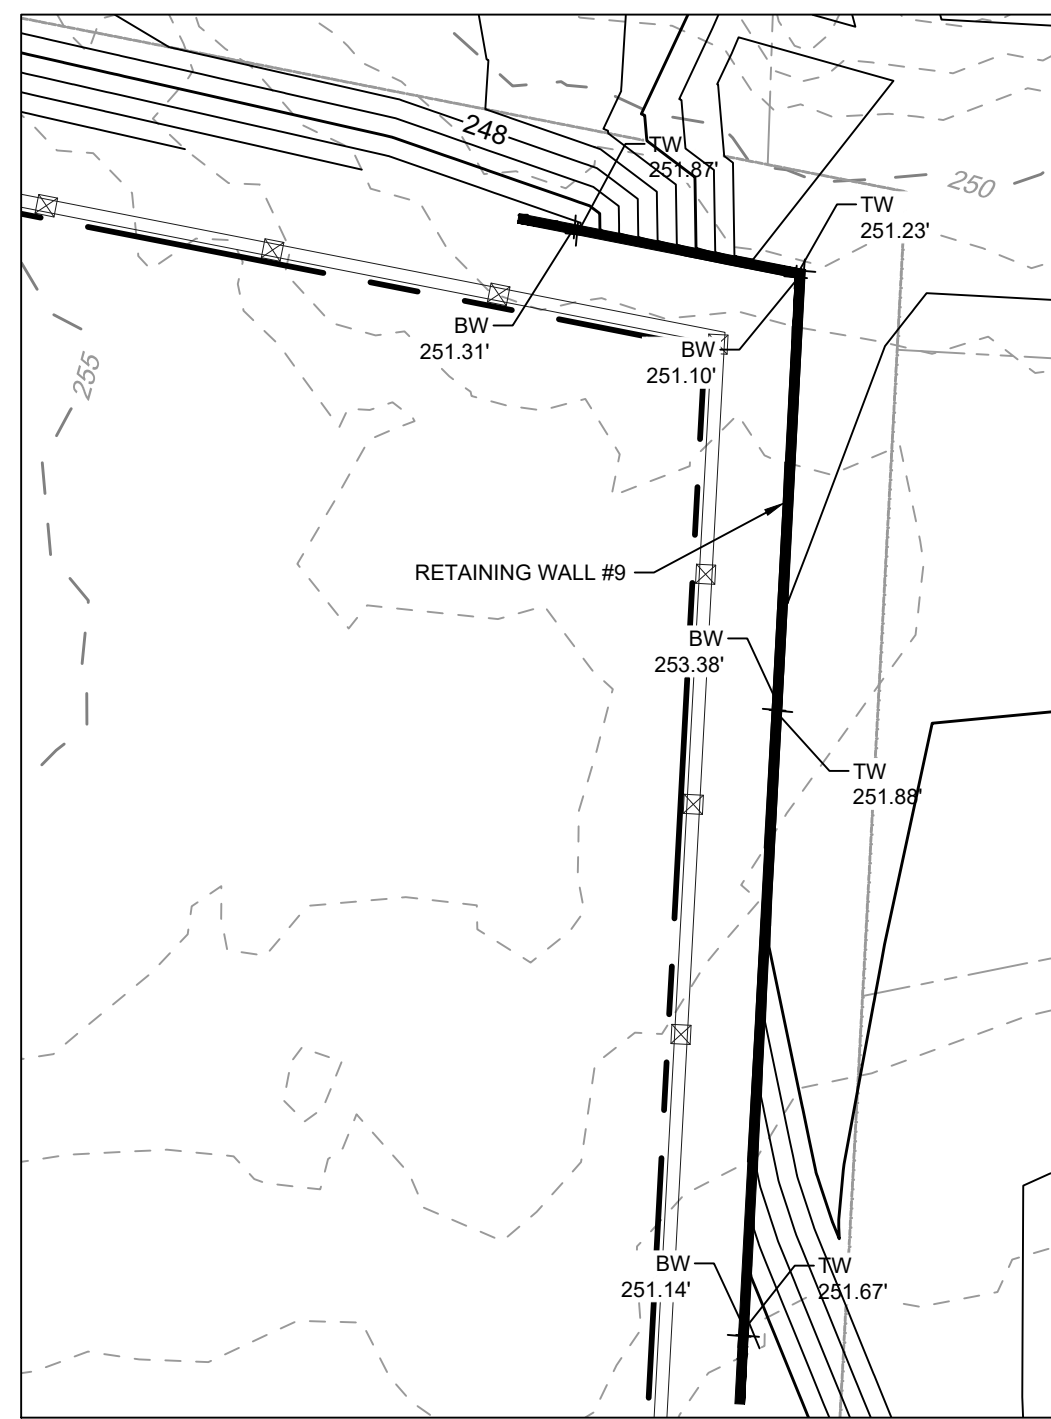 248
TW
251.87'
250
TW
251.23'
BW
251.31'
BW
251.10'
255
RETAINING WALL #9
BW
253.38'
TW
251.88'
BW
251.14'
TW
251.67'